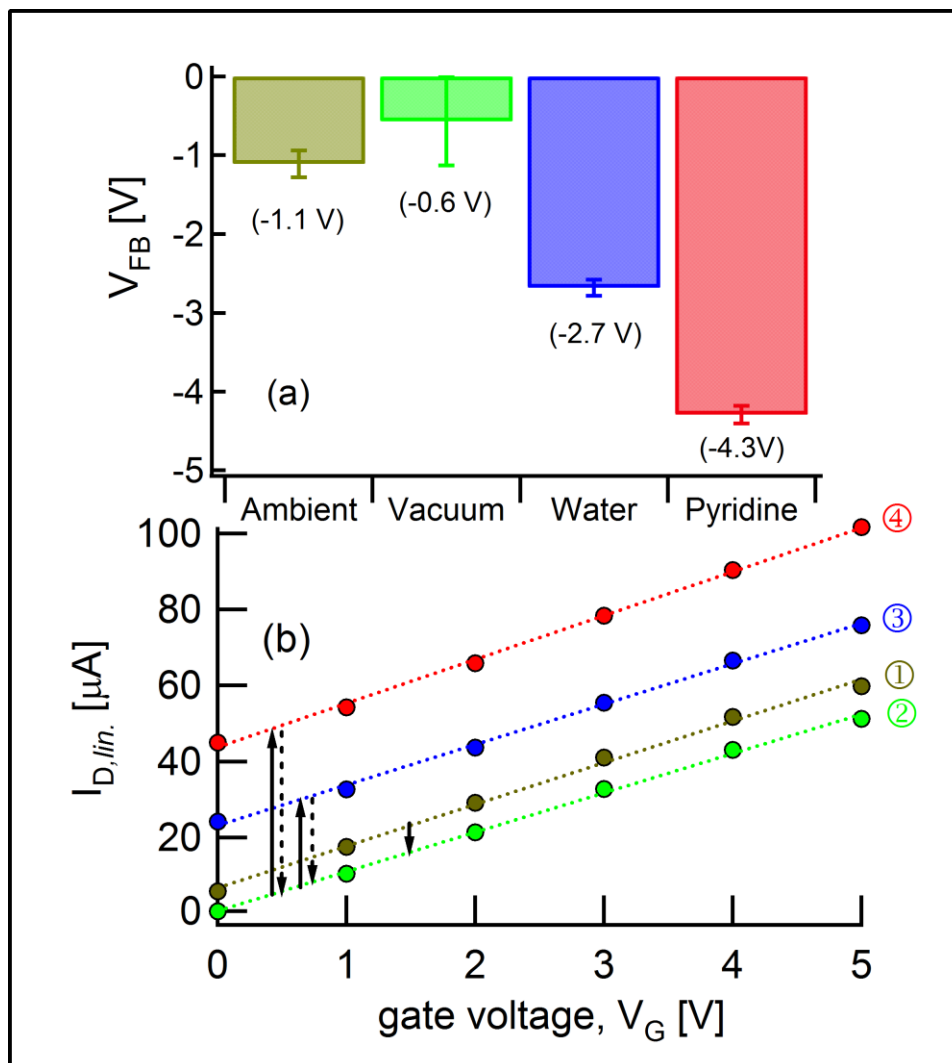 0
-1
-2
-3
-4
-5
V_FB [V]
(-1.1 V)
(-0.6 V)
(-2.7 V)
(-4.3V)
(a)
Ambient
Vacuum
Water
Pyridine
100
80
60
40
20
0
I_D,lin. [µA]
(b)
④
③
①
②
0 1 2 3 4 5
gate voltage, V_G [V]